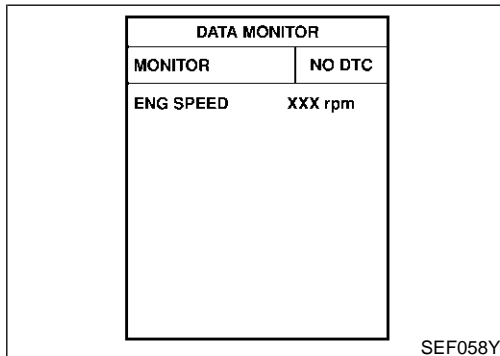 DATA MONITOR
MONITOR NO DTC
ENG SPEED XXX rpm
SEF058Y